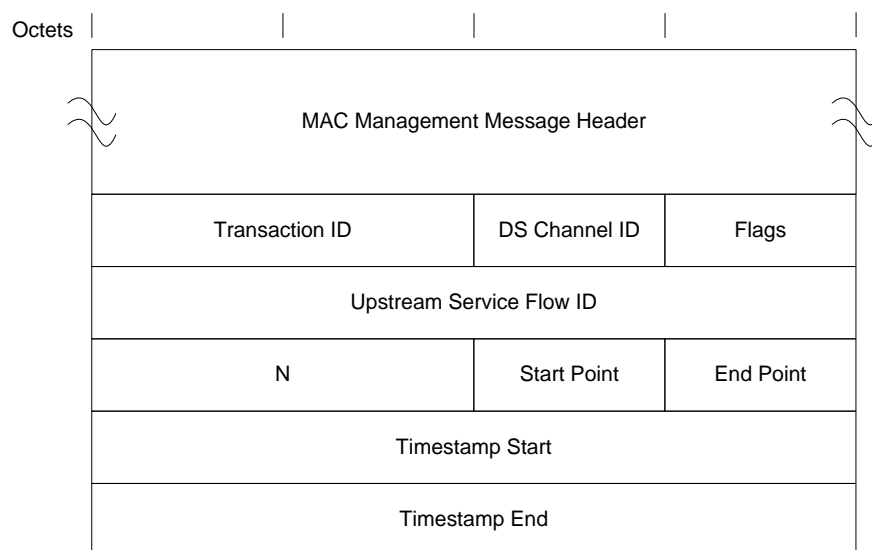 Octets
MAC Management Message Header
Transaction ID
DS Channel ID
Flags
Upstream Service Flow ID
N
Start Point
End Point
Timestamp Start
Timestamp End